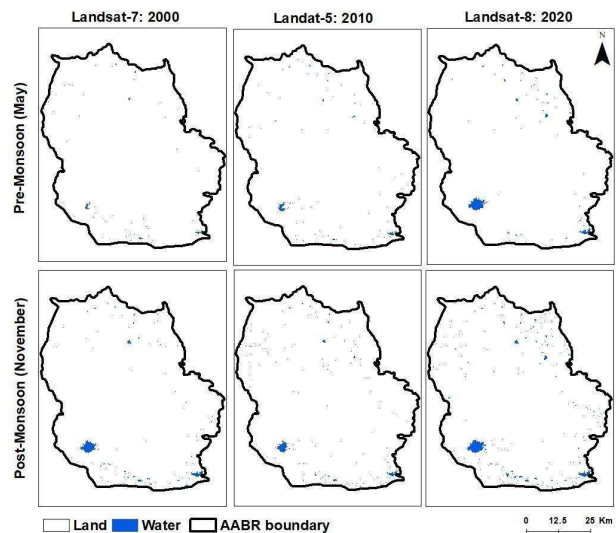 Landsat-7: 2000
Landat-5: 2010
Landsat-8: 2020
N
Pre-Monsoon (May)
Post-Monsoon (November)
Land Water AABR boundary
0 12.5 25 Km